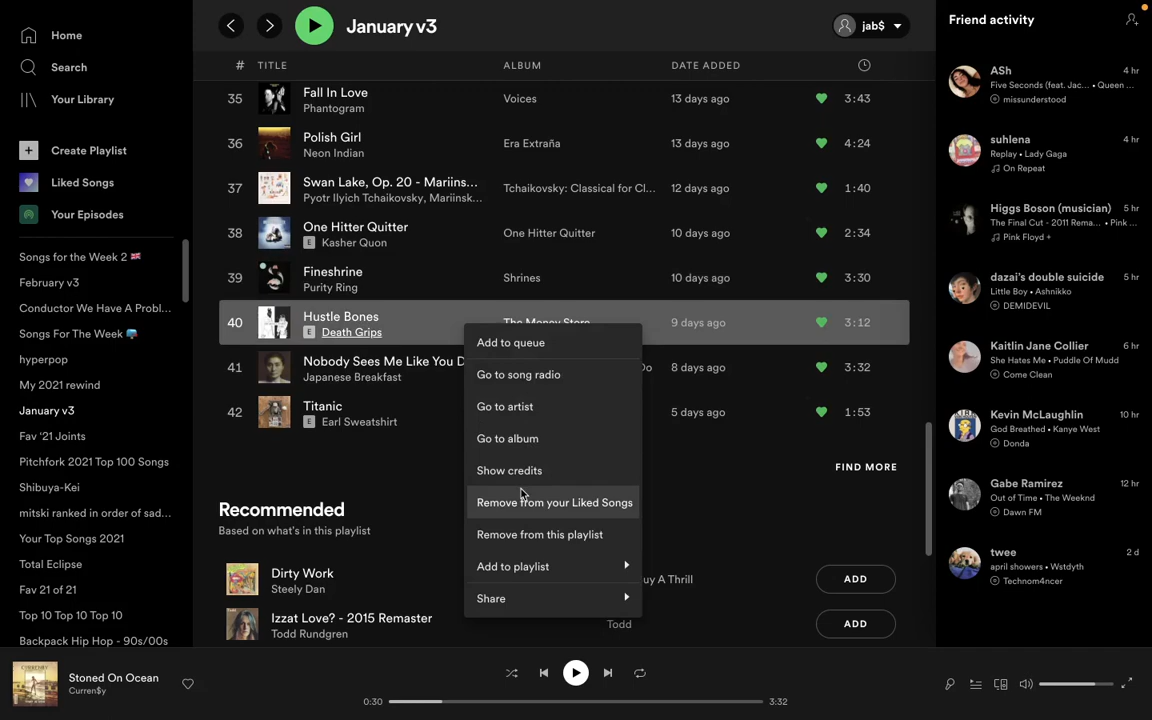 Home
Search
Your Library
Create Playlist
Liked Songs
Your Episodes
Songs for the Week 2 🇬🇧
February v3
Conductor We Have A Probl...
Songs For The Week
hyperpop
My 2021 rewind
January v3
Fav '21 Joints
Pitchfork 2021 Top 100 Songs
Shibuya-Kei
mitski ranked in order of sad...
Your Top Songs 2021
Total Eclipse
Fav 21 of 21
Top 10 Top 10 Top 10
Backpack Hip Hop - 90s/00s
January v3
jab$
# TITLE ALBUM DATE ADDED
35 Fall In Love Voices 13 days ago 3:43
Phantogram
36 Polish Girl Era Extraña 13 days ago 4:24
Neon Indian
37 Swan Lake, Op. 20 - Mariins... Tchaikovsky: Classical for Cl... 12 days ago 1:40
Pyotr Ilyich Tchaikovsky, Mariinsk...
38 One Hitter Quitter One Hitter Quitter 10 days ago 2:34
E Kasher Quon
39 Fineshrine Shrines 10 days ago 3:30
Purity Ring
40 Hustle Bones The Money Store 9 days ago 3:12
E Death Grips
41 Nobody Sees Me Like You D Do 8 days ago 3:32
Japanese Breakfast
42 Titanic 5 days ago 1:53
E Earl Sweatshirt
Add to queue
Go to song radio
Go to artist
Go to album
Show credits
Remove from your Liked Songs
Remove from this playlist
Add to playlist
Share
FIND MORE
Recommended
Based on what's in this playlist
Dirty Work uy A Thrill ADD
Steely Dan
Izzat Love? - 2015 Remaster Todd ADD
Todd Rundgren
Friend activity
ASh 4 hr
Five Seconds (feat. Jac... • Queen ...
missunderstood
suhlena 4 hr
Replay • Lady Gaga
On Repeat
Higgs Boson (musician) 5 hr
The Final Cut - 2011 Rema... • Pink ...
Pink Floyd +
dazai's double suicide 5 hr
Little Boy • Ashnikko
DEMIDEVIL
Kaitlin Jane Collier 6 hr
She Hates Me • Puddle Of Mudd
Come Clean
Kevin McLaughlin 10 hr
God Breathed • Kanye West
Donda
Gabe Ramirez 12 hr
Out of Time • The Weeknd
Dawn FM
twee 2 d
april showers • Wstdyth
Technom4ncer
Stoned On Ocean
Curren$y
0:30 3:32